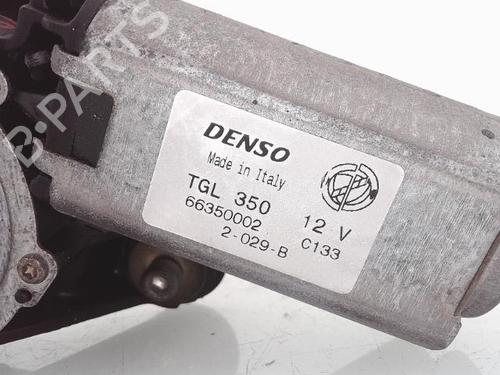 B-PARTS
DENSO
Made in Italy
TGL 350 12 V
66350002 C133
2-029-B